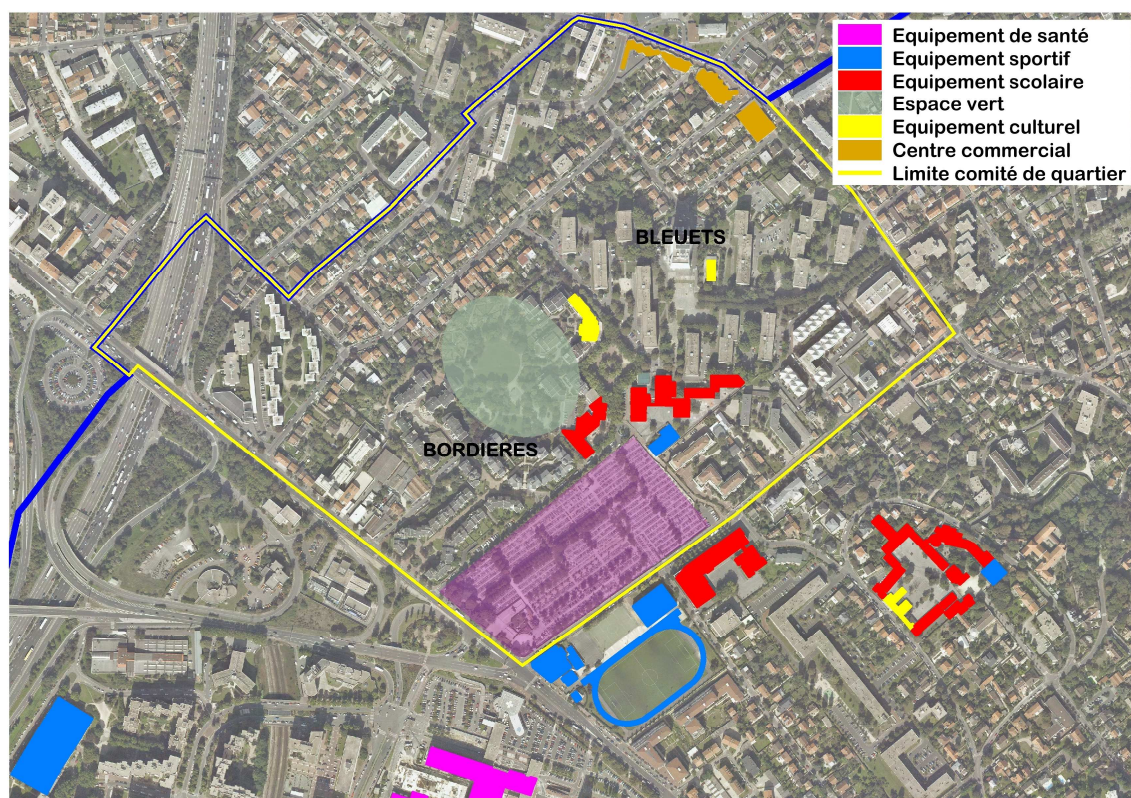 Equipement de santé
Equipement sportif
Equipement scolaire
Espace vert
Equipement culturel
Centre commercial
Limite comité de quartier
BLEUETS
BORDIERES